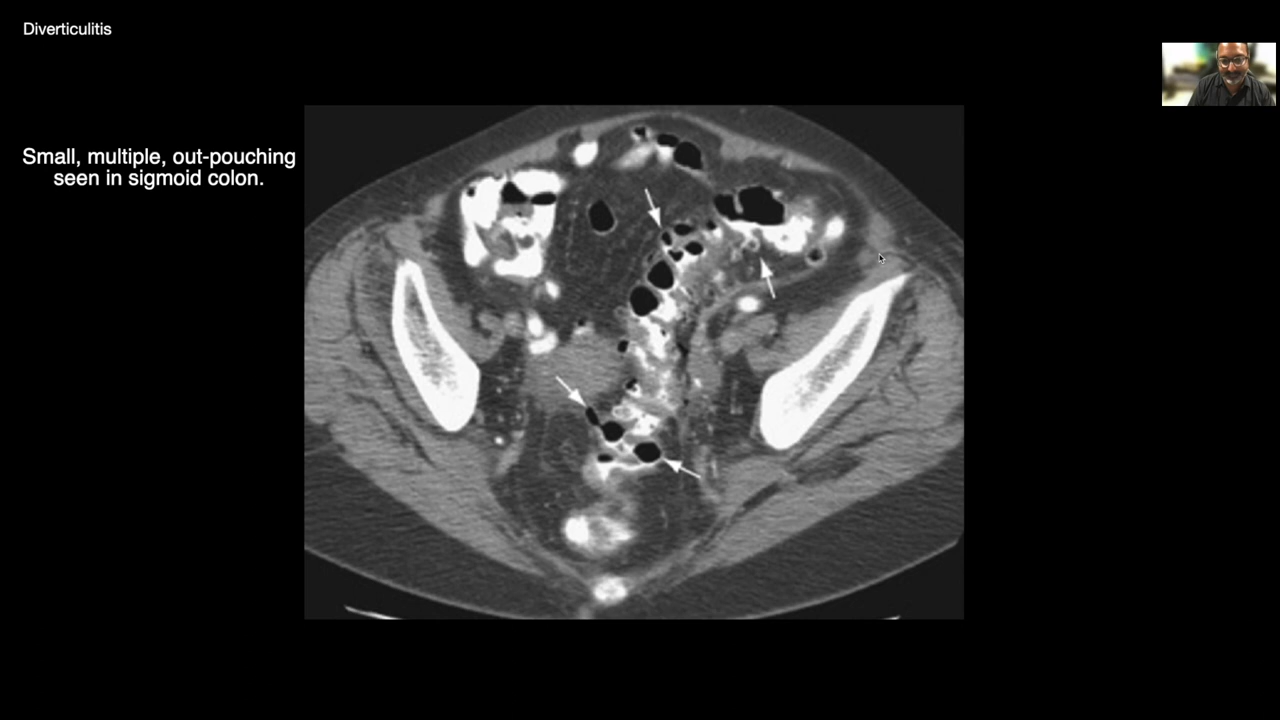 Diverticulitis
Small, multiple, out-pouching
seen in sigmoid colon.